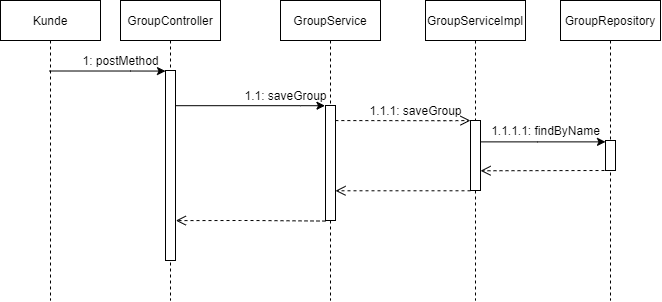 Kunde
GroupController
GroupService
GroupServiceImpl
GroupRepository
1: postMethod
1.1: saveGroup
1.1.1: saveGroup
1.1.1.1: findByName